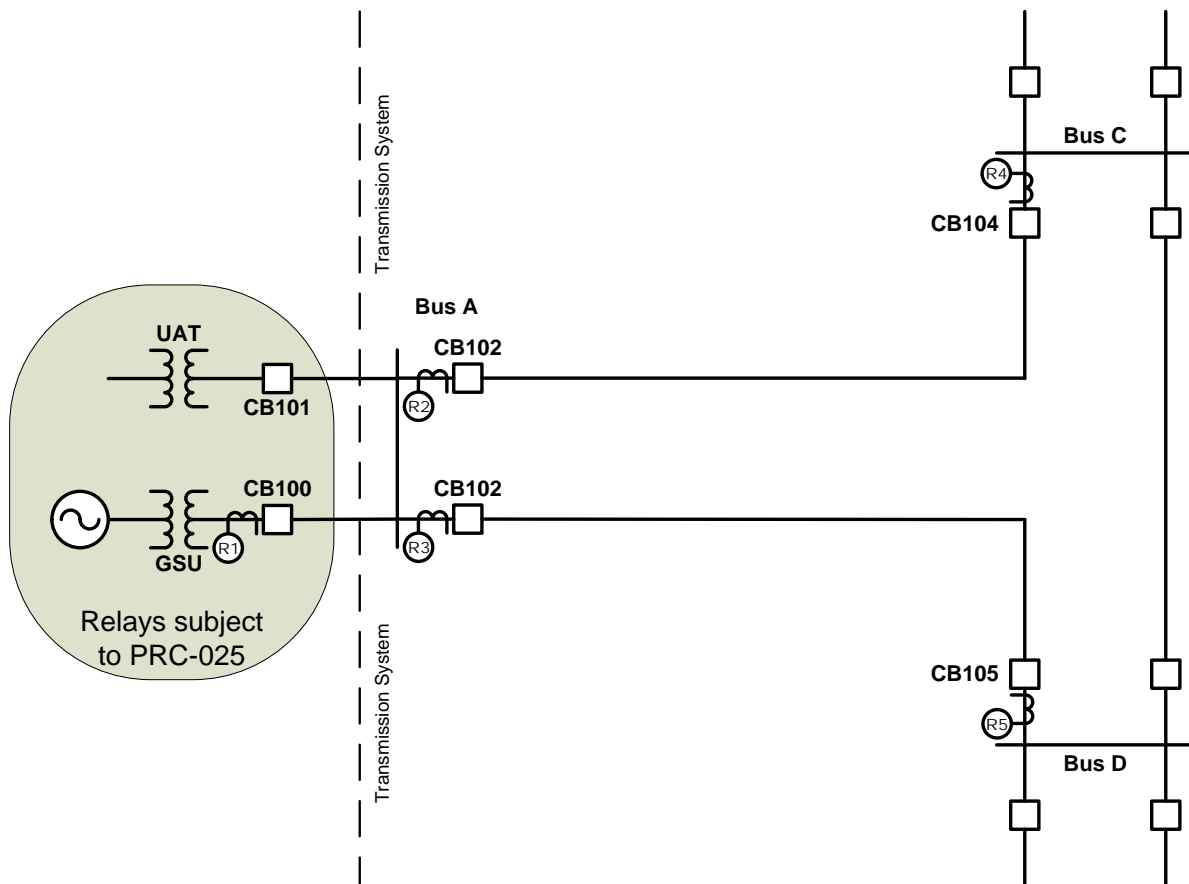 Transmission System
Bus C
R4
CB104
Bus A
UAT
CB102
CB101
R2
CB100
CB102
R1
R3
GSU
Relays subject
to PRC-025
Transmission System
CB105
R5
Bus D